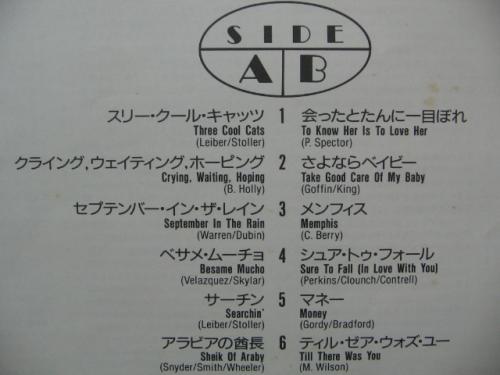 SIDE
A B
スリー・クール・キャッツ 1 会ったとたんに一目ぼれ
Three Cool Cats To Know Her Is To Love Her
(Leiber/Stoller) (P. Spector)
クライング,ウェイティング,ホーピング 2 さよならベイビー
Crying, Waiting, Hoping Take Good Care Of My Baby
(B. Holly) (Goffin/King)
セプテンバー・イン・ザ・レイン 3 メンフィス
September In The Rain Memphis
(Warren/Dubin) (C. Berry)
ベサメ・ムーチョ 4 シュア・トゥ・フォール
Besame Mucho Sure To Fall (In Love With You)
(Velazquez/Skylar) (Perkins/Clounch/Contrell)
サーチン 5 マネー
Searchin' Money
(Leiber/Stoller) (Gordy/Bradford)
アラビアの酋長 6 ティル・ゼア・ウォズ・ユー
Sheik Of Araby Till There Was You
(Snyder/Smith/Wheeler) (M. Wilson)